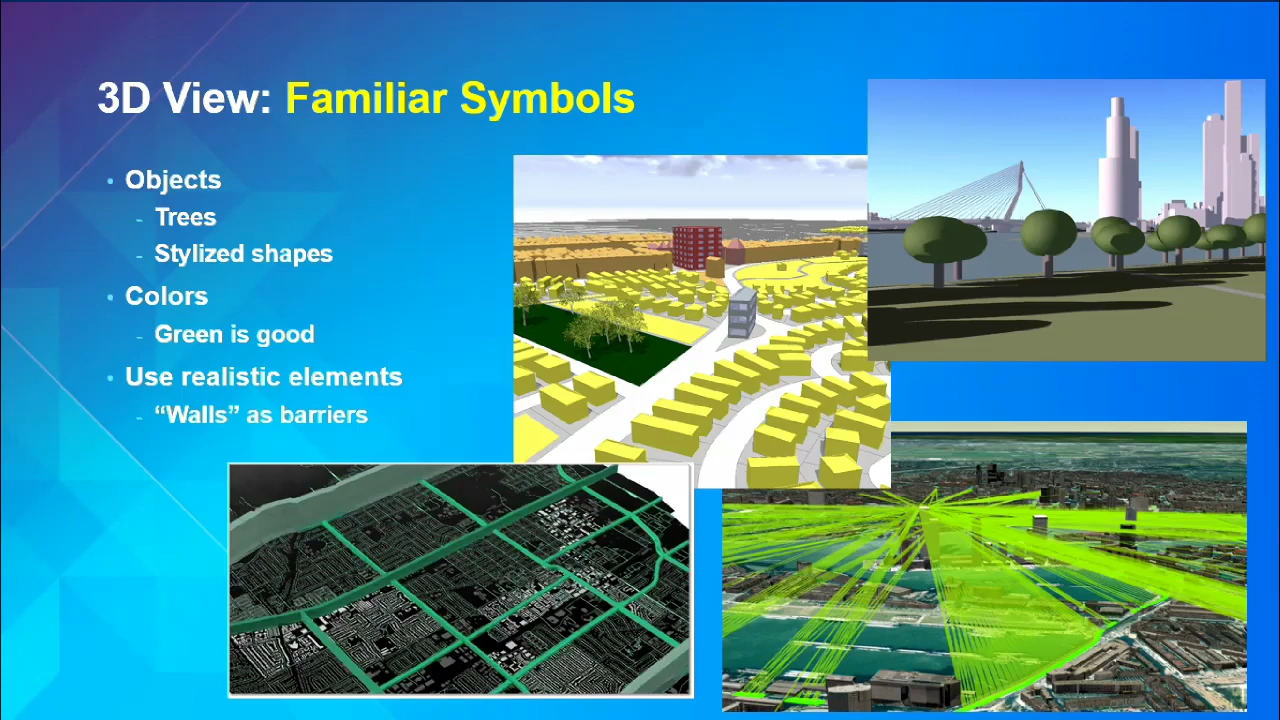 3D View: Familiar Symbols
• Objects
- Trees
- Stylized shapes
• Colors
- Green is good
• Use realistic elements
- “Walls” as barriers